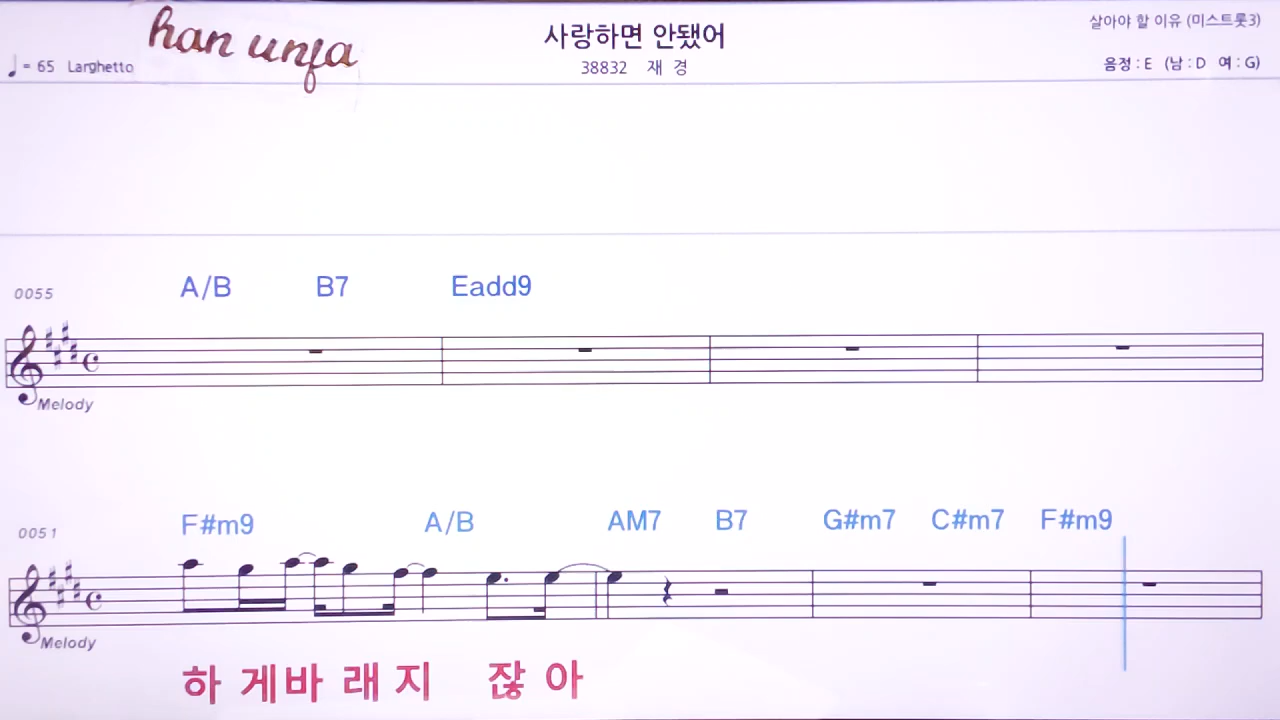 han unfa
사랑하면 안됐어
살아야 할 이유 (미스트롯3)
♩= 65 Larghetto
38832 재 경
음정 : E (남 : D 여 : G)
0055
A/B B7 Eadd9
Melody
0051
F#m9 A/B AM7 B7 G#m7 C#m7 F#m9
Melody
하 게바 래 지 잖 아